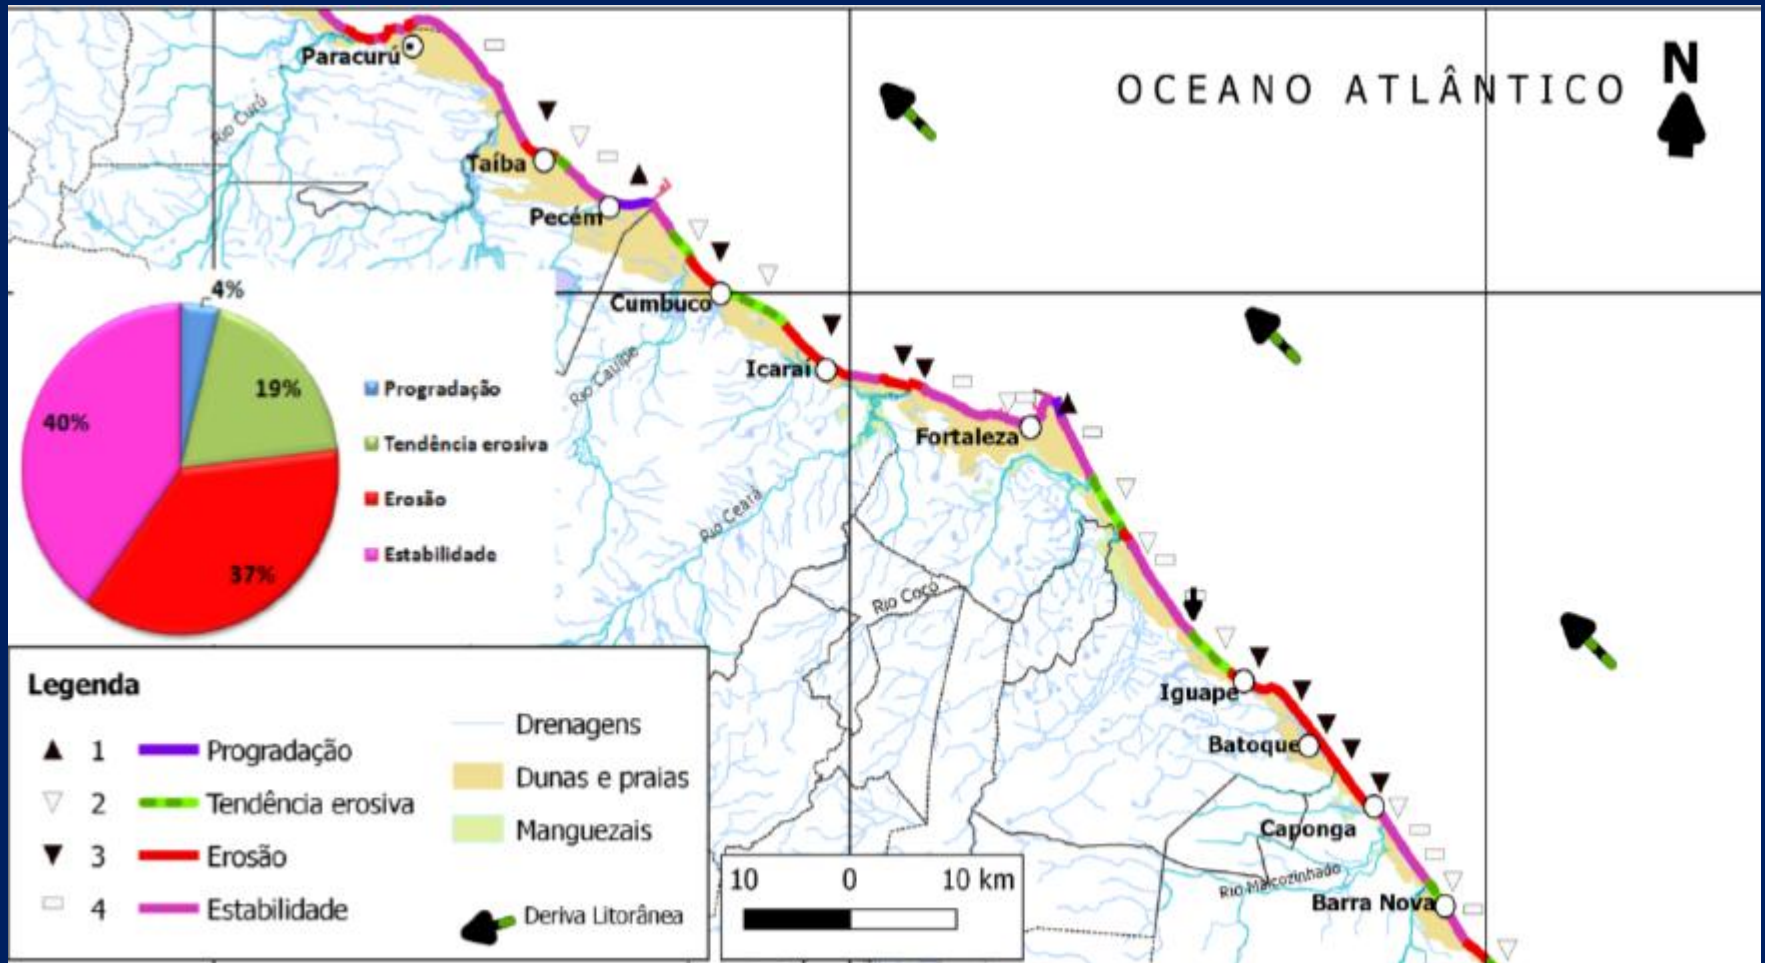 OCEANO ATLÂNTICO
N
Paracurú
Rio Curú
Taíba
Pecém
Cumbuco
Rio Cauípe
Icaraí
Fortaleza
Rio Ceará
Rio Cocó
Iguape
Batoque
Caponga
Rio Malcozinhado
Barra Nova
4%
19%
40%
37%
Progradação
Tendência erosiva
Erosão
Estabilidade
Legenda
1 Progradação
2 Tendência erosiva
3 Erosão
4 Estabilidade
Drenagens
Dunas e praias
Manguezais
Deriva Litorânea
10 0 10 km